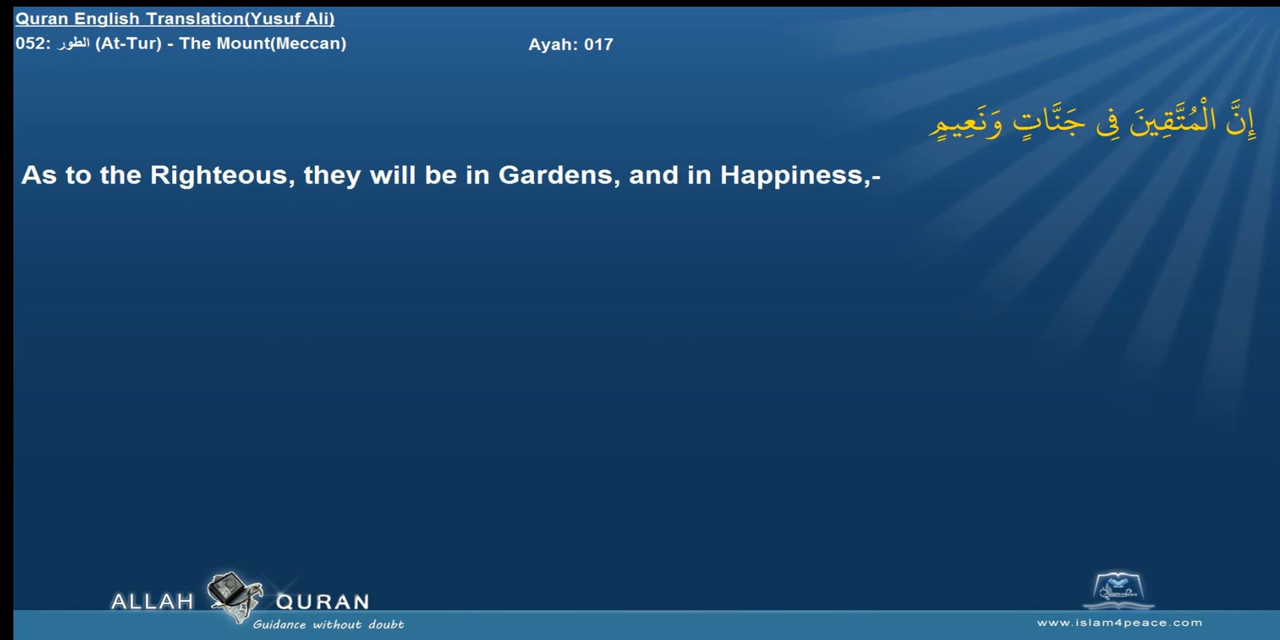 Quran English Translation(Yusuf Ali)
052: الطور (At-Tur) - The Mount(Meccan) Ayah: 017
إِنَّ الْمُتَّقِينَ فِى جَنَّاتٍ وَنَعِيمٍ
As to the Righteous, they will be in Gardens, and in Happiness,-
ALLAH QURAN
Guidance without doubt
www.islam4peace.com